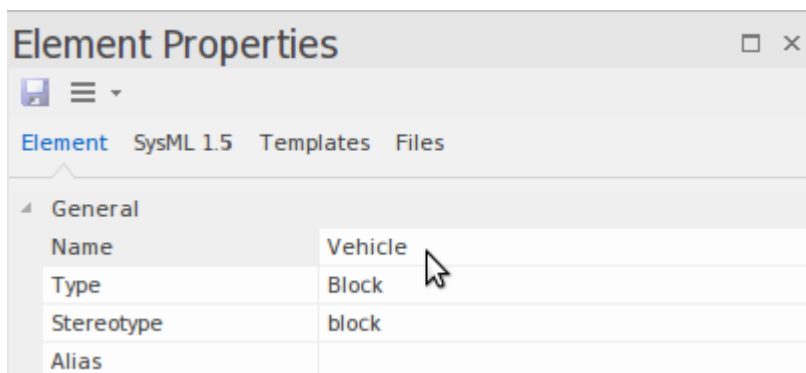 Element Properties
Element SysML 1.5 Templates Files
General
Name Vehicle
Type Block
Stereotype block
Alias